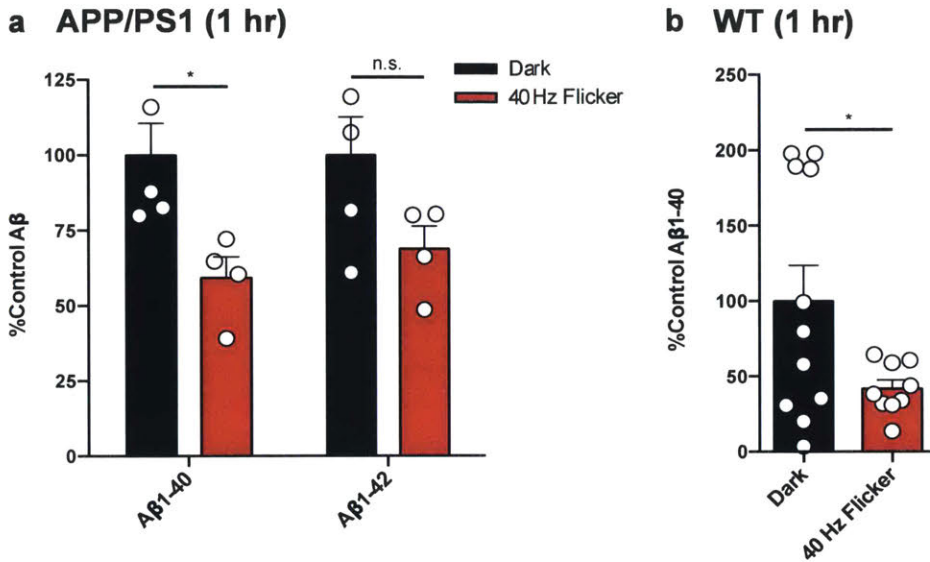 a APP/PS1 (1 hr)
%Control Aβ
125
100
75
50
25
0
*
n.s.
Dark
40 Hz Flicker
Aβ1-40
Aβ1-42
b WT (1 hr)
%Control Aβ1-40
250
200
150
100
50
0
*
Dark
40 Hz Flicker